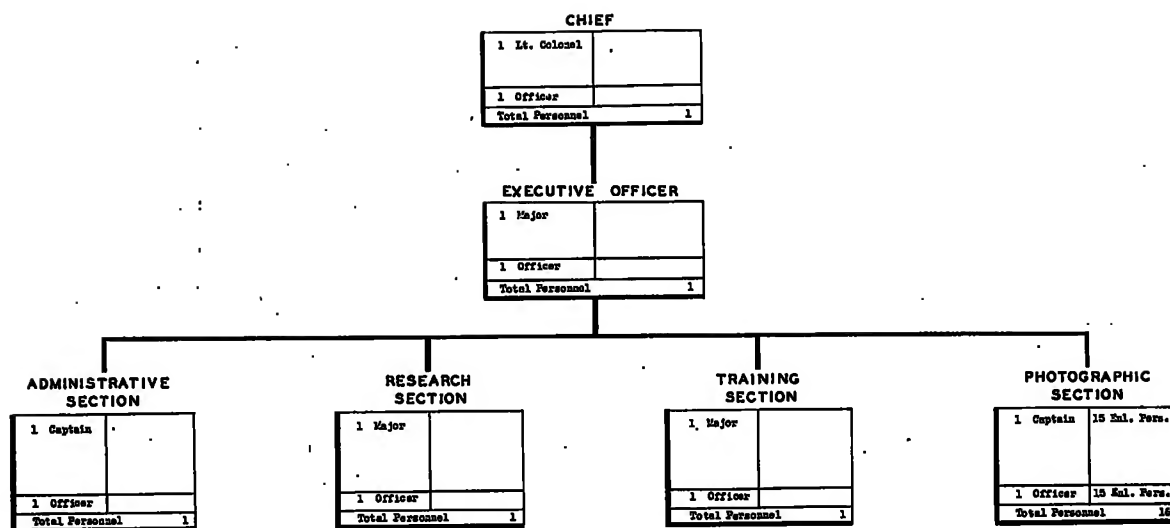 CHIEF
1 Lt. Colonel
1 Officer
Total Personnel 1
EXECUTIVE OFFICER
1 Major
1 Officer
Total Personnel 1
ADMINISTRATIVE
SECTION
1 Captain
1 Officer
Total Personnel 1
RESEARCH
SECTION
1 Major
1 Officer
Total Personnel 1
TRAINING
SECTION
1 Major
1 Officer
Total Personnel 1
PHOTOGRAPHIC
SECTION
1 Captain 15 Enl. Pers.
1 Officer 15 Enl. Pers.
Total Personnel 16